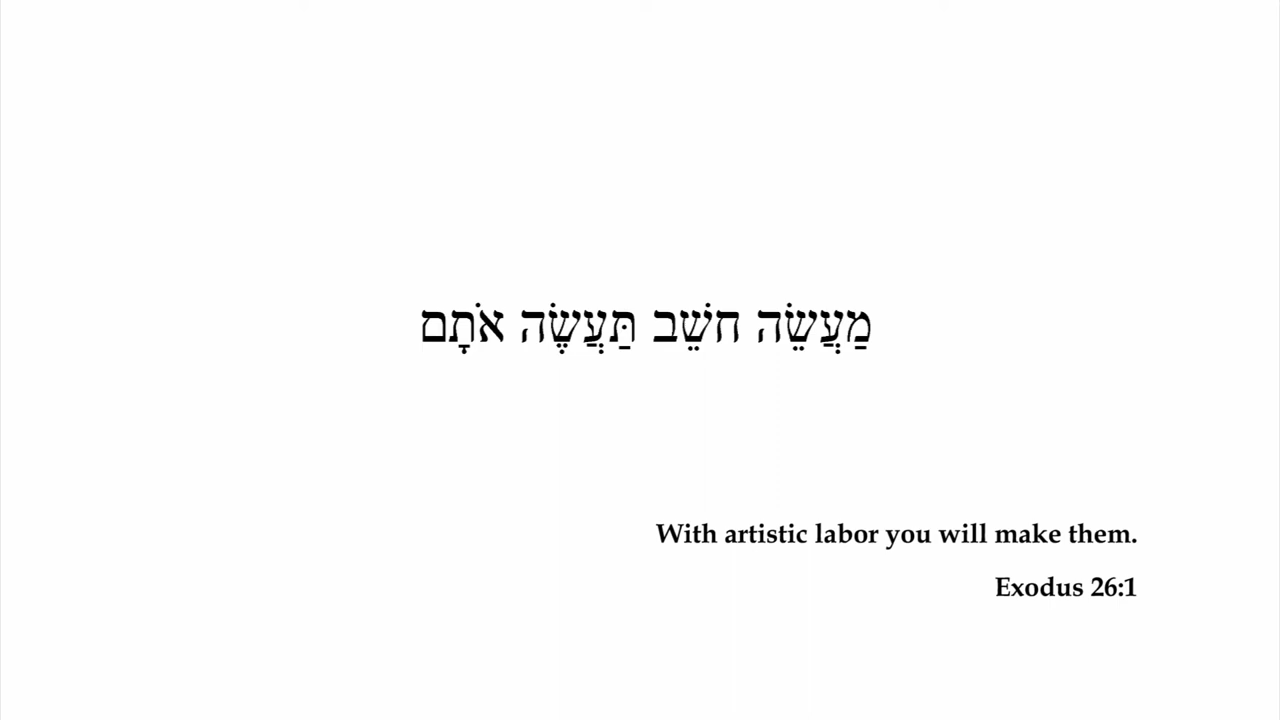 מַעֲשֵׂה חֹשֵׁב תַּעֲשֶׂה אֹתָם
With artistic labor you will make them.
Exodus 26:1